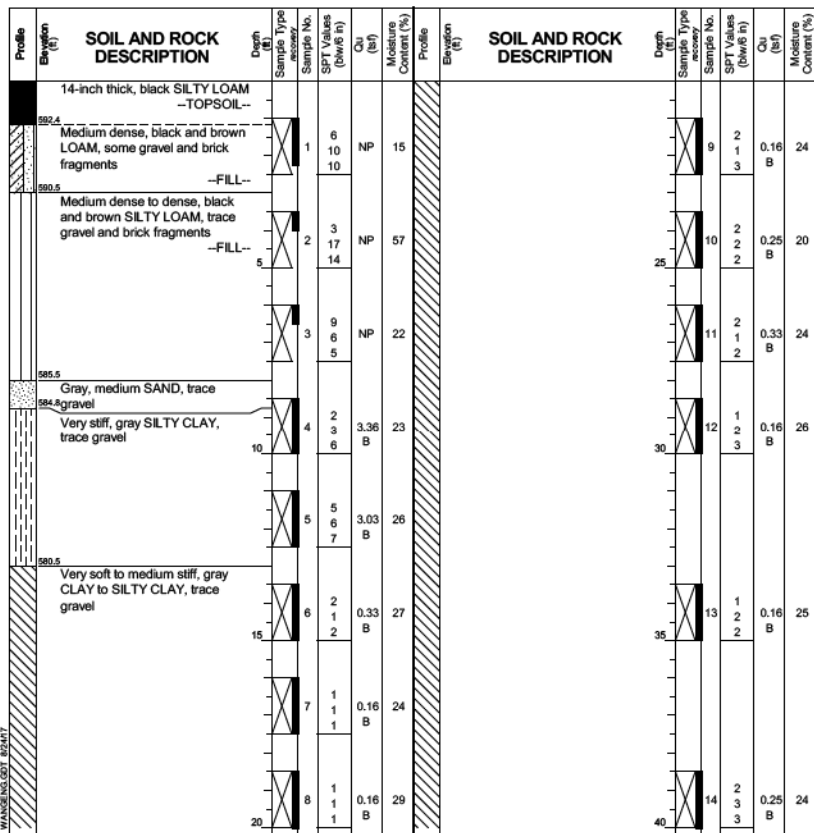 Profile
Elevation (ft)
SOIL AND ROCK DESCRIPTION
Depth (ft)
Sample Type recovery
Sample No.
SPT Values (blw/6 in)
Qu (tsf)
Moisture Content (%)
Profile
Elevation (ft)
SOIL AND ROCK DESCRIPTION
Depth (ft)
Sample Type recovery
Sample No.
SPT Values (blw/6 in)
Qu (tsf)
Moisture Content (%)
14-inch thick, black SILTY LOAM
--TOPSOIL--
592.4
Medium dense, black and brown
LOAM, some gravel and brick
fragments
--FILL--
1
6
10
10
NP
15
590.5
Medium dense to dense, black
and brown SILTY LOAM, trace
gravel and brick fragments
--FILL--
5
2
3
17
14
NP
57
3
9
6
5
NP
22
585.5
Gray, medium SAND, trace
584.8 gravel
Very stiff, gray SILTY CLAY,
trace gravel
10
4
2
3
6
3.36
B
23
5
5
6
7
3.03
B
26
580.5
Very soft to medium stiff, gray
CLAY to SILTY CLAY, trace
gravel
15
6
2
1
2
0.33
B
27
7
1
1
1
0.16
B
24
20
8
1
1
1
0.16
B
29
9
2
1
3
0.16
B
24
25
10
2
2
2
0.25
B
20
11
2
1
2
0.33
B
24
30
12
1
2
3
0.16
B
26
35
13
1
2
2
0.16
B
25
40
14
2
3
3
0.25
B
24
WANGENG.GDT 8/24/17